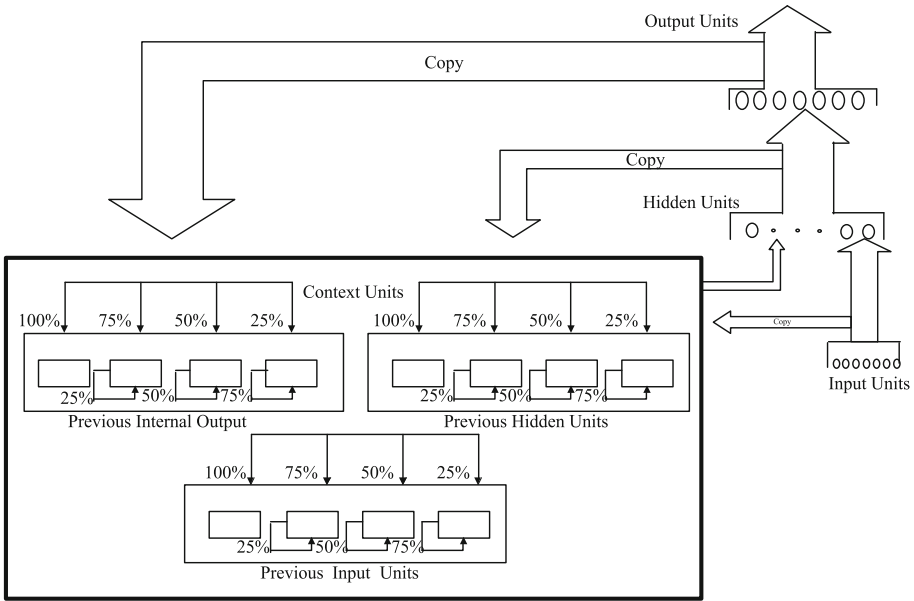 Output Units
Copy
Copy
Hidden Units
Context Units
100% 75% 50% 25%
100% 75% 50% 25%
Copy
Input Units
25% 50% 75%
25% 50% 75%
Previous Internal Output
Previous Hidden Units
100% 75% 50% 25%
25% 50% 75%
Previous Input Units